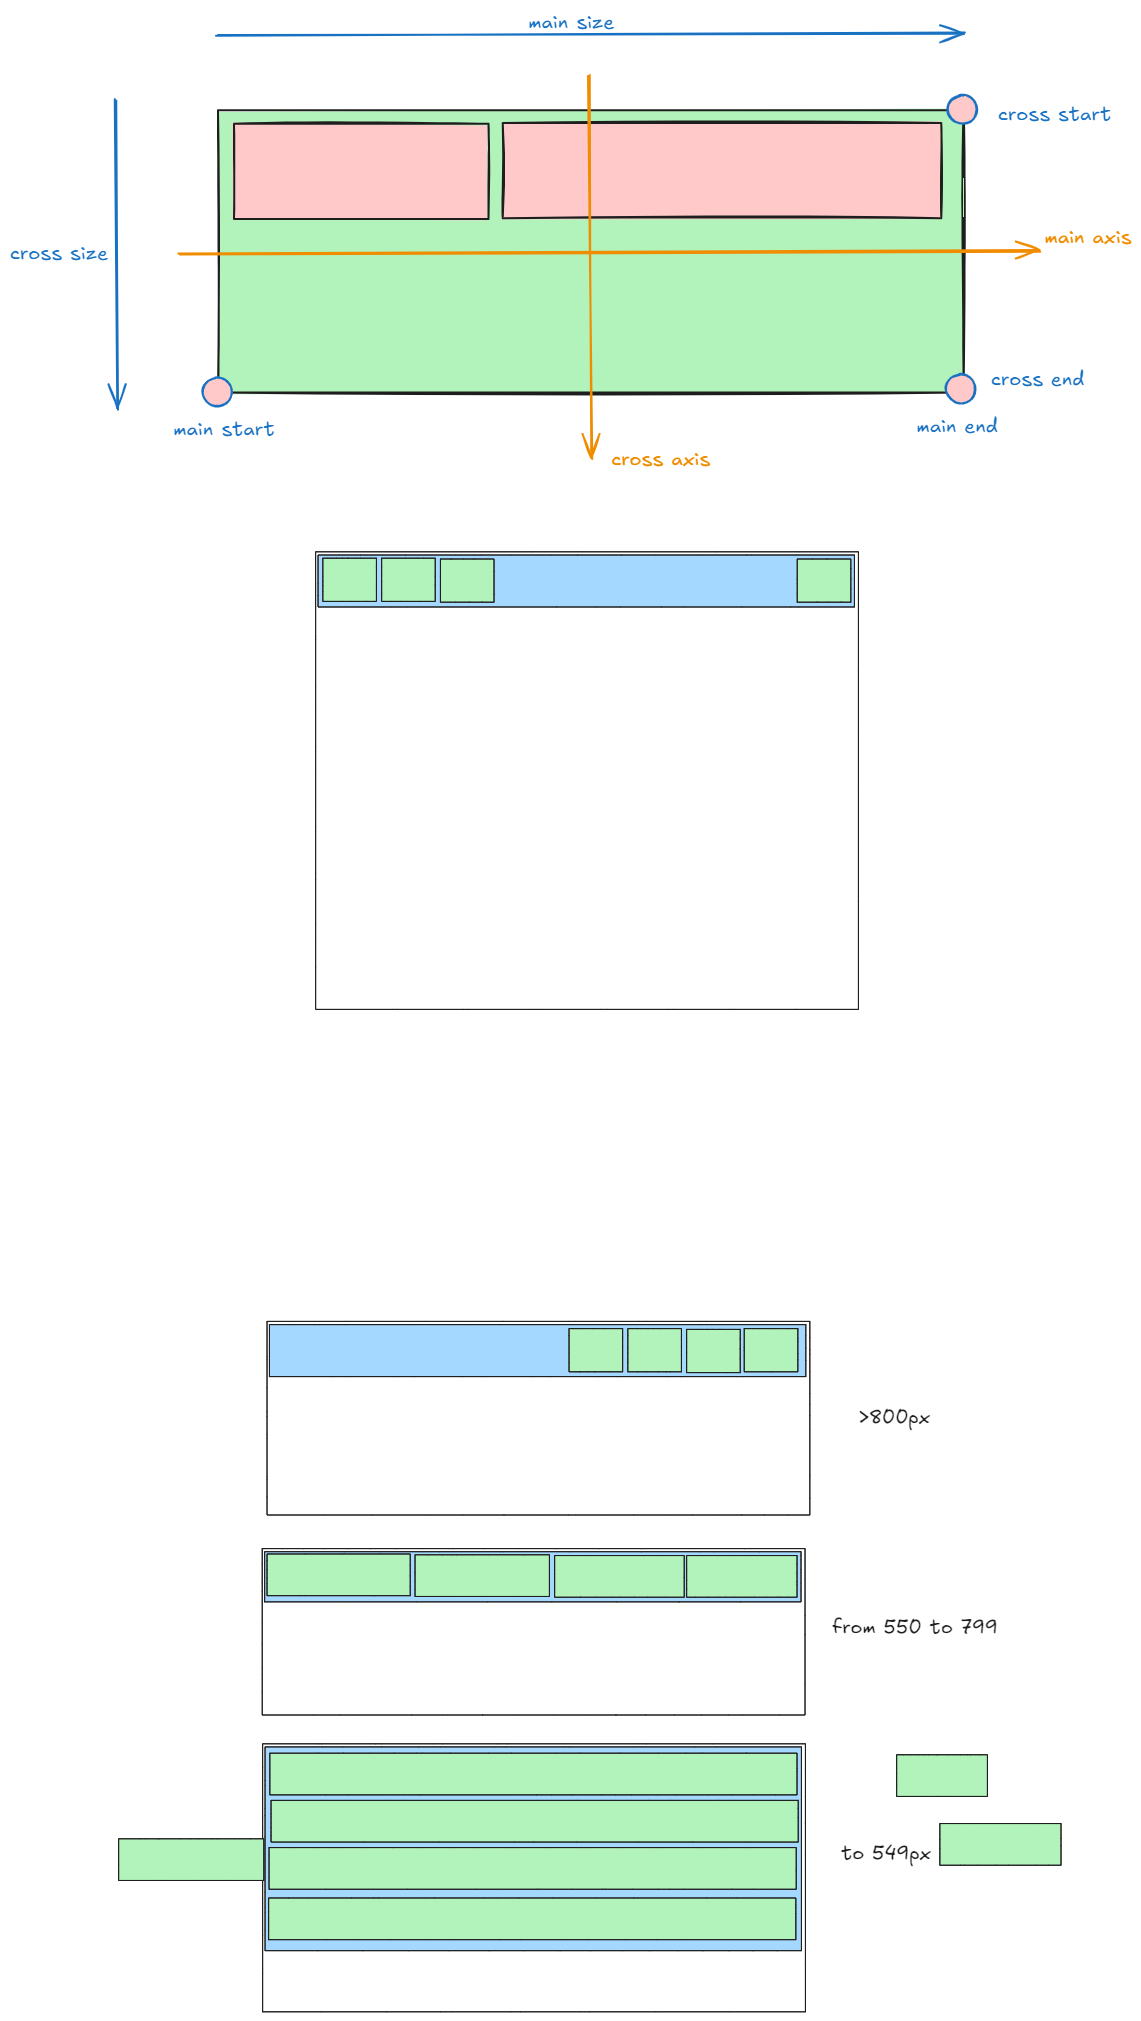 main size
cross start
main axis
cross size
cross end
main start
main end
cross axis
>800px
from 550 to 799
to 549px